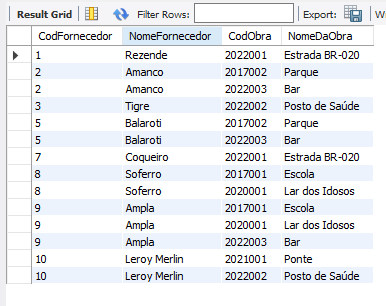 Result Grid Filter Rows: Export: W
CodFornecedor NomeFornecedor CodObra NomeDaObra
1 Rezende 2022001 Estrada BR-020
2 Amanco 2017002 Parque
2 Amanco 2022003 Bar
3 Tigre 2022002 Posto de Saúde
5 Balaroti 2017002 Parque
5 Balaroti 2022003 Bar
7 Coqueiro 2022001 Estrada BR-020
8 Soferro 2017001 Escola
8 Soferro 2020001 Lar dos Idosos
9 Ampla 2017001 Escola
9 Ampla 2020001 Lar dos Idosos
9 Ampla 2022003 Bar
10 Leroy Merlin 2021001 Ponte
10 Leroy Merlin 2022002 Posto de Saúde